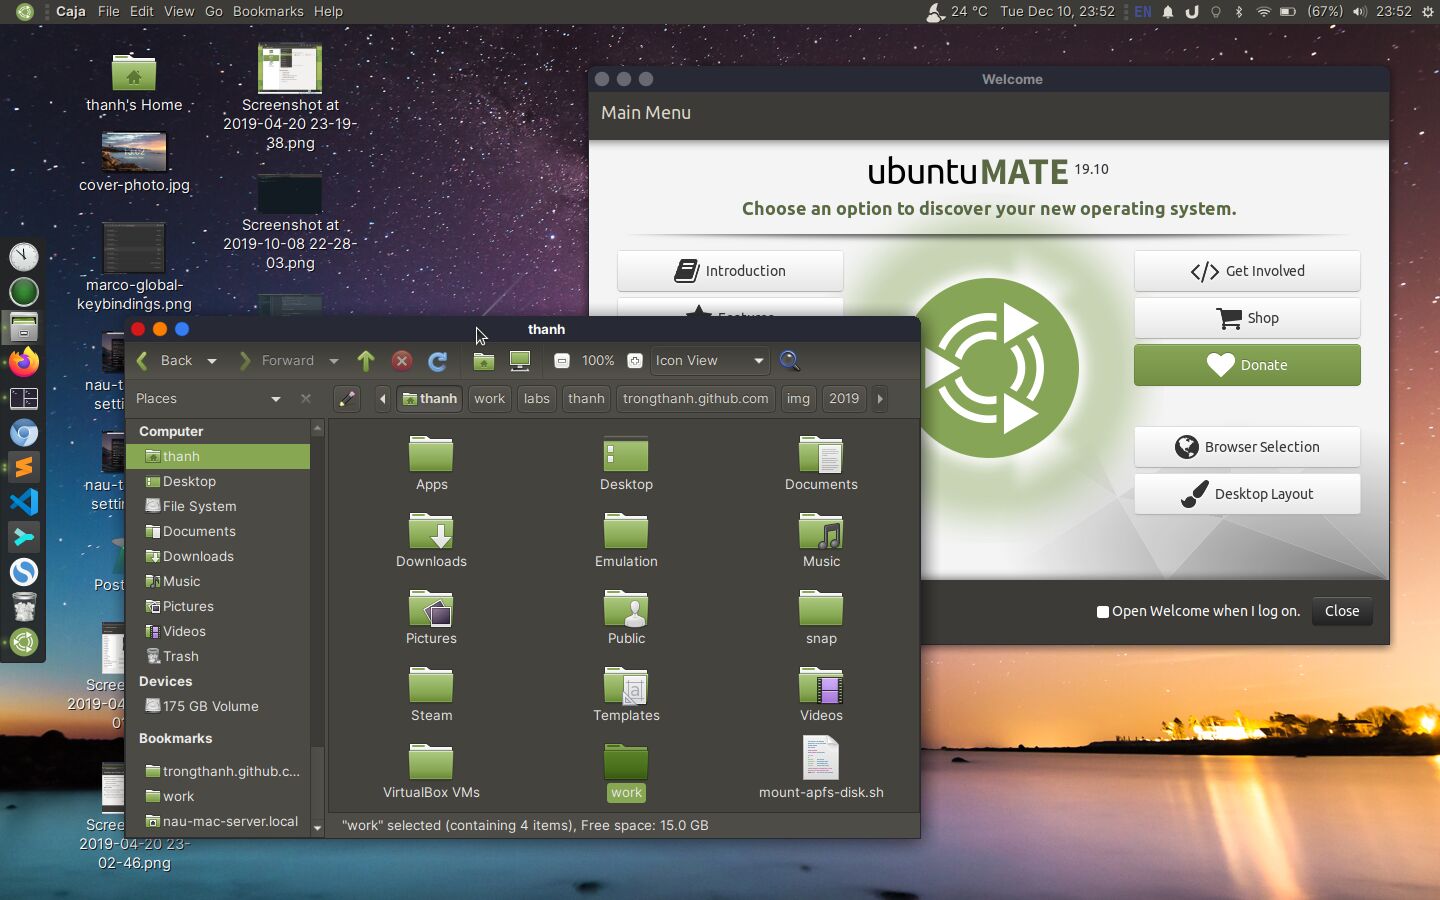 Caja File Edit View Go Bookmarks Help
24 °C Tue Dec 10, 23:52 EN (67%) 23:52
thanh's Home
cover-photo.jpg
marco-global-
keybindings.png
nau-t
setti
nau-t
setti
Post
Scree
2019-04
01
Scree
2019-04-20 23-
02-46.png
Screenshot at
2019-04-20 23-19-
38.png
Screenshot at
2019-10-08 22-28-
03.png
Welcome
Main Menu
ubuntu MATE 19.10
Choose an option to discover your new operating system.
Introduction
Features
Get Involved
Shop
Donate
Browser Selection
Desktop Layout
Open Welcome when I log on.
Close
thanh
Back Forward 100% Icon View
Places
thanh work labs thanh trongthanh.github.com img 2019
Computer
thanh
Desktop
File System
Documents
Downloads
Music
Pictures
Videos
Trash
Devices
175 GB Volume
Bookmarks
trongthanh.github.c...
work
nau-mac-server.local
Apps
Desktop
Documents
Downloads
Emulation
Music
Pictures
Public
snap
Steam
Templates
Videos
VirtualBox VMs
work
mount-apfs-disk.sh
"work" selected (containing 4 items), Free space: 15.0 GB